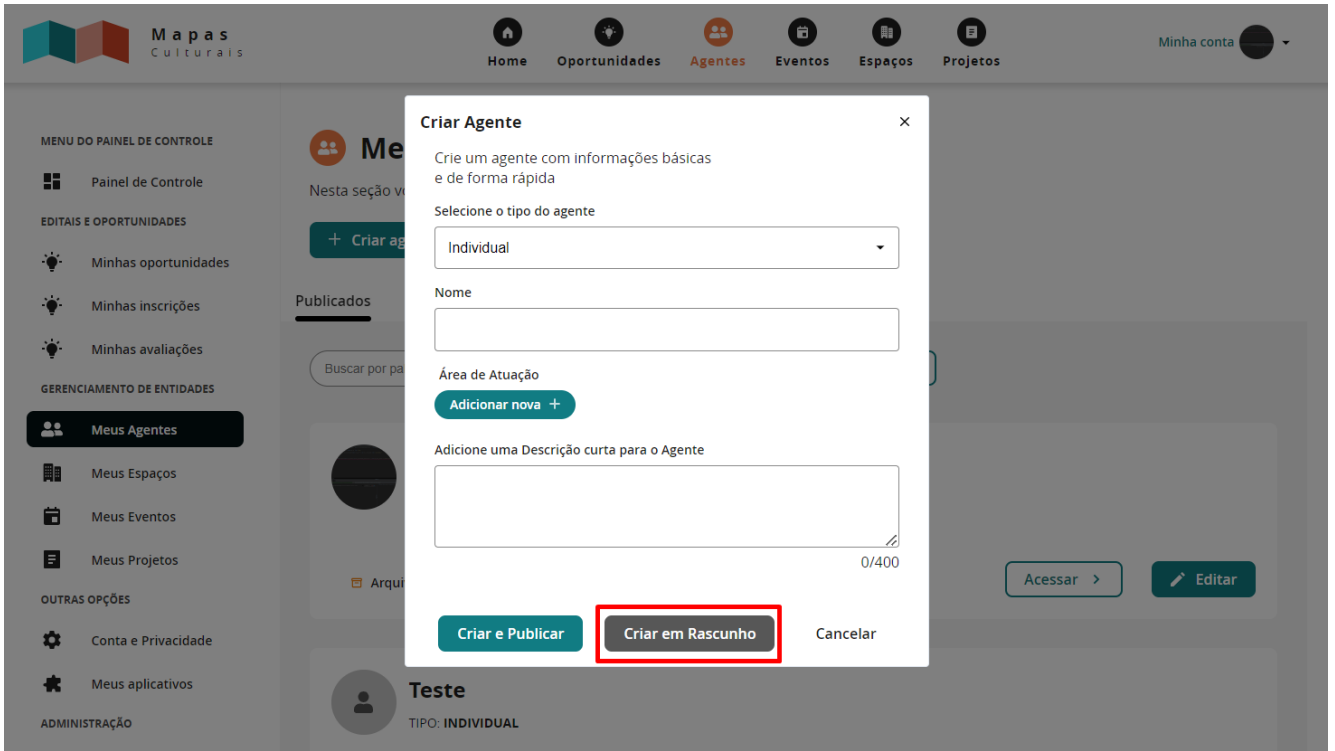 Mapas
Culturais
Home
Oportunidades
Agentes
Eventos
Espaços
Projetos
Minha conta
MENU DO PAINEL DE CONTROLE
Painel de Controle
EDITAIS E OPORTUNIDADES
Minhas oportunidades
Minhas inscrições
Minhas avaliações
GERENCIAMENTO DE ENTIDADES
Meus Agentes
Meus Espaços
Meus Eventos
Meus Projetos
OUTRAS OPÇÕES
Conta e Privacidade
Meus aplicativos
ADMINISTRAÇÃO
Me
Nesta seção v
+ Criar ag
Publicados
Buscar por pa
Arqui
Acessar >
Editar
Teste
TIPO: INDIVIDUAL
Criar Agente ×
Crie um agente com informações básicas
e de forma rápida
Selecione o tipo do agente
Individual
Nome
Área de Atuação
Adicionar nova +
Adicione uma Descrição curta para o Agente
0/400
Criar e Publicar
Criar em Rascunho
Cancelar